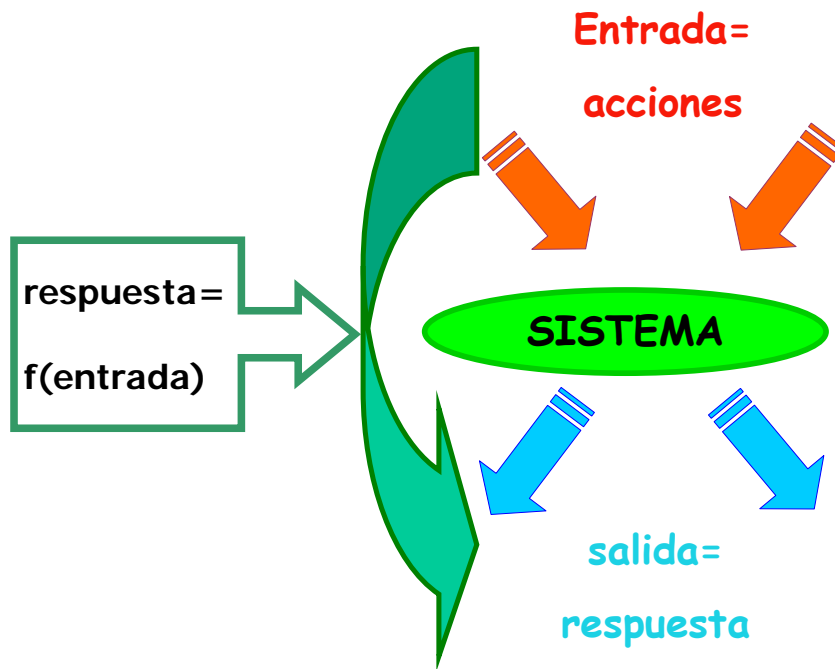 Entrada=
acciones
respuesta=
f(entrada)
SISTEMA
salida=
respuesta